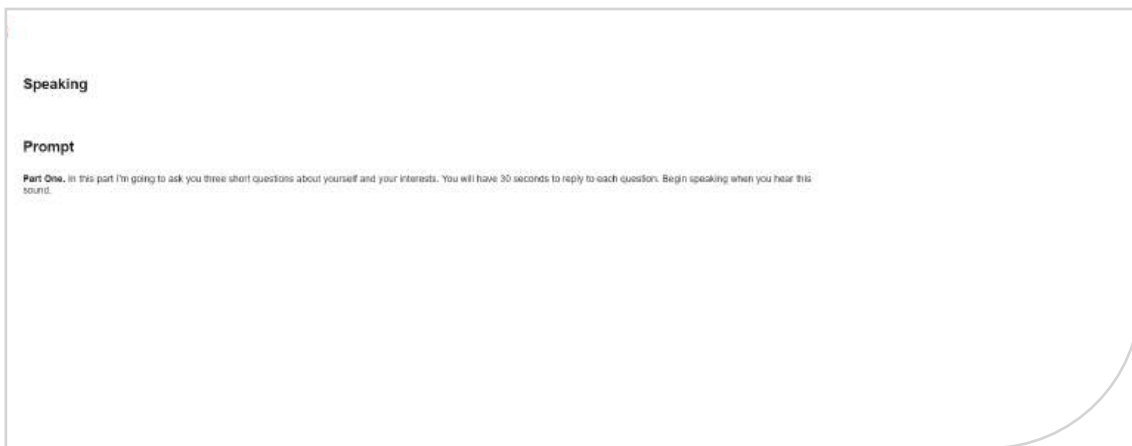 Speaking
Prompt
Part One. In this part I'm going to ask you three short questions about yourself and your interests. You will have 30 seconds to reply to each question. Begin speaking when you hear this
sound.